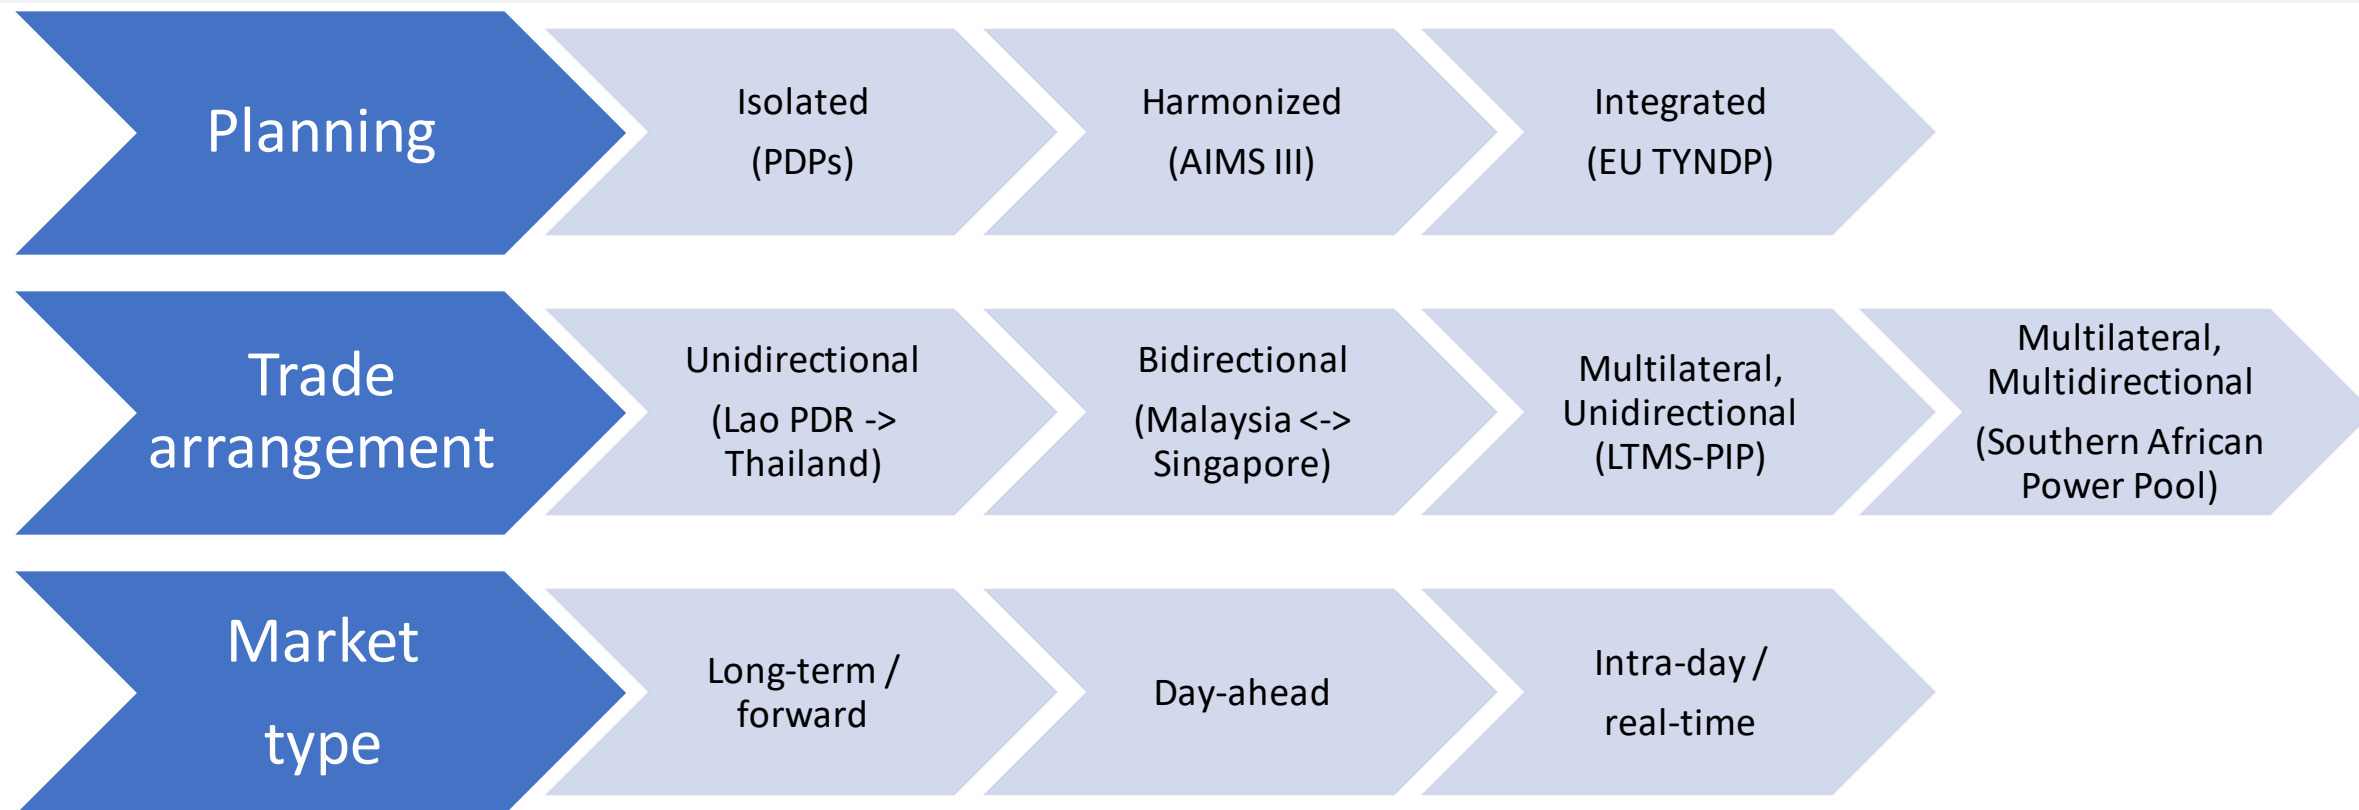 Planning
Isolated
(PDPs)
Harmonized
(AIMS III)
Integrated
(EU TYNDP)
Trade
arrangement
Unidirectional
(Lao PDR ->
Thailand)
Bidirectional
(Malaysia <->
Singapore)
Multilateral,
Unidirectional
(LTMS-PIP)
Multilateral,
Multidirectional
(Southern African
Power Pool)
Market
type
Long-term /
forward
Day-ahead
Intra-day /
real-time